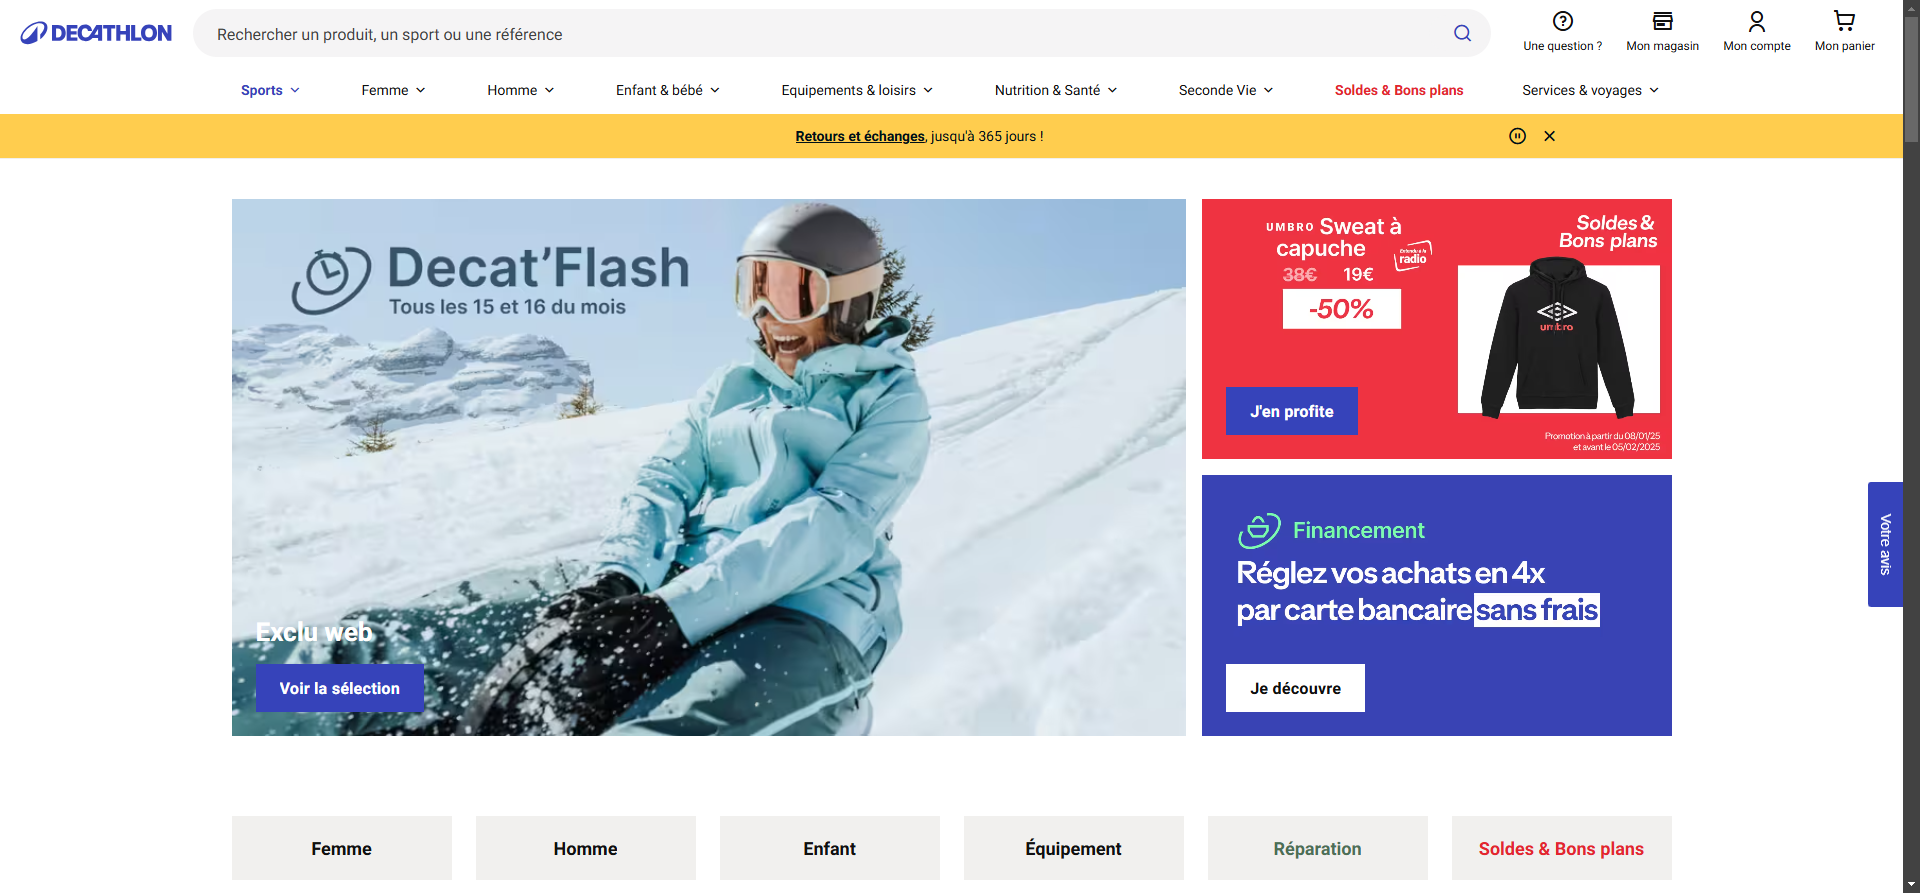 DECATHLON
Rechercher un produit, un sport ou une référence
Une question ?
Mon magasin
Mon compte
Mon panier
Sports
Femme
Homme
Enfant & bébé
Equipements & loisirs
Nutrition & Santé
Seconde Vie
Soldes & Bons plans
Services & voyages
Retours et échanges, jusqu'à 365 jours !
Decat'Flash
Tous les 15 et 16 du mois
Exclu web
Voir la sélection
UMBRO Sweat à
capuche
Entendu à la
radio
38€ 19€
-50%
J'en profite
Soldes &
Bons plans
umbro
Promotion à partir du 08/01/25
et avant le 05/02/2025
Financement
Réglez vos achats en 4x
par carte bancaire sans frais
Je découvre
Votre avis
Femme
Homme
Enfant
Équipement
Réparation
Soldes & Bons plans